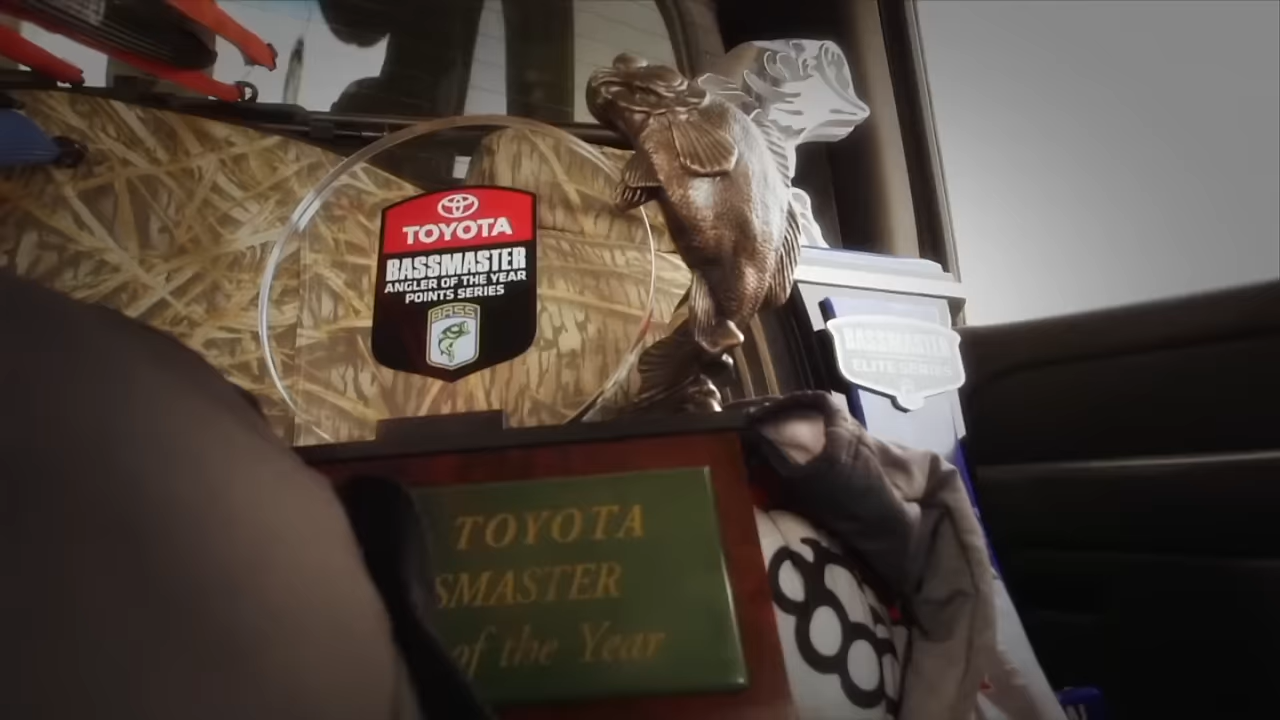 TOYOTA
BASSMASTER
ANGLER OF THE YEAR
POINTS SERIES
BASS
BASSMASTER
ELITE SERIES
TOYOTA
SMASTER
of the Year